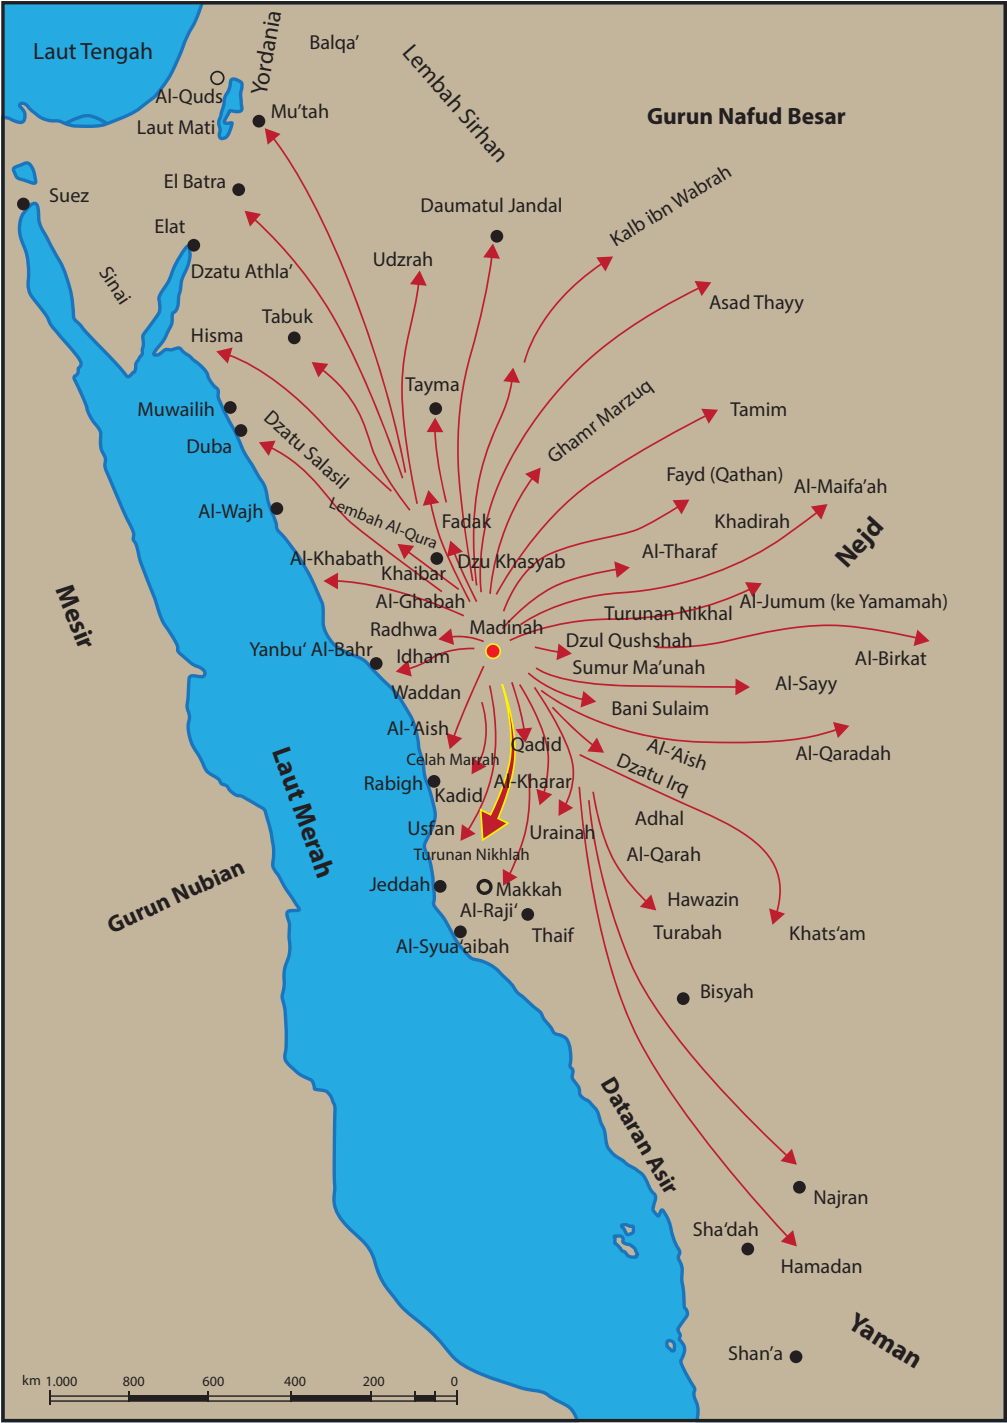 Laut Tengah
Yordania
Balqa’
Lembah Sirhan
Al-Quds
Laut Mati
Mu’tah
Gurun Nafud Besar
El Batra
Suez
Elat
Daumatul Jandal
Kalb ibn Wabrah
Udzrah
Sinai
Dzatu Athla’
Asad Thayy
Tabuk
Hisma
Tayma
Muwailih
Duba
Dzatu Salasil
Ghamr Marzuq
Tamim
Fayd (Qathan)
Al-Maifa’ah
Al-Wajh
Lembah Al-Qura
Fadak
Khadirah
Nejd
Al-Tharaf
Al-Khabath
Khaibar
Dzu Khasyab
Al-Ghabah
Turunan Nikhal
Al-Jumum (ke Yamamah)
Mesir
Radhwa
Madinah
Dzul Qushshah
Yanbu‘ Al-Bahr
Idham
Al-Birkat
Sumur Ma’unah
Al-Sayy
Waddan
Bani Sulaim
Al-‘Aish
Qadid
Al-‘Aish
Al-Qaradah
Celah Marrah
Dzatu Irq
Rabigh
Kadid
Al-Kharar
Laut Merah
Usfan
Urainah
Adhal
Turunan Nikhlah
Al-Qarah
Jeddah
Makkah
Hawazin
Gurun Nubian
Al-Raji‘
Thaif
Turabah
Khats‘am
Al-Syua‘aibah
Bisyah
Dataran Asir
Najran
Sha‘dah
Hamadan
Yaman
Shan’a
km 1.000 800 600 400 200 0